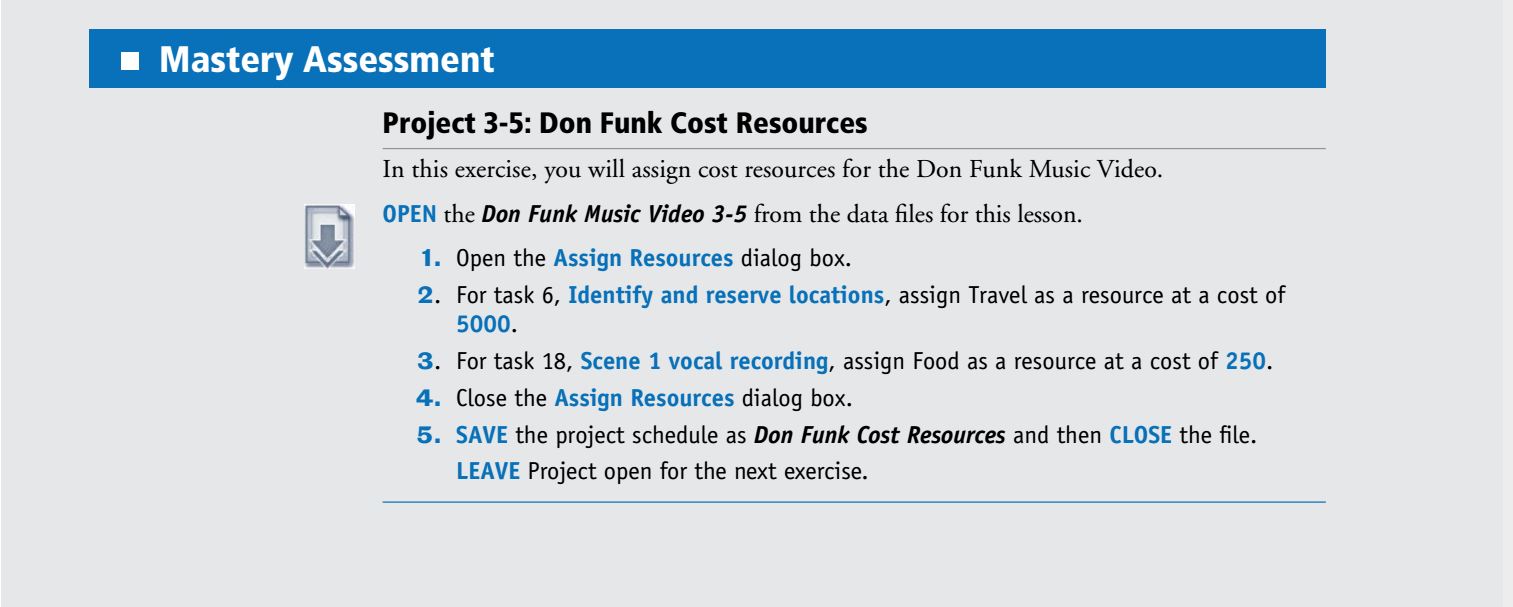 ■ Mastery Assessment
Project 3-5: Don Funk Cost Resources
In this exercise, you will assign cost resources for the Don Funk Music Video.
OPEN the Don Funk Music Video 3-5 from the data files for this lesson.
1. Open the Assign Resources dialog box.
2. For task 6, Identify and reserve locations, assign Travel as a resource at a cost of
5000.
3. For task 18, Scene 1 vocal recording, assign Food as a resource at a cost of 250.
4. Close the Assign Resources dialog box.
5. SAVE the project schedule as Don Funk Cost Resources and then CLOSE the file.
LEAVE Project open for the next exercise.